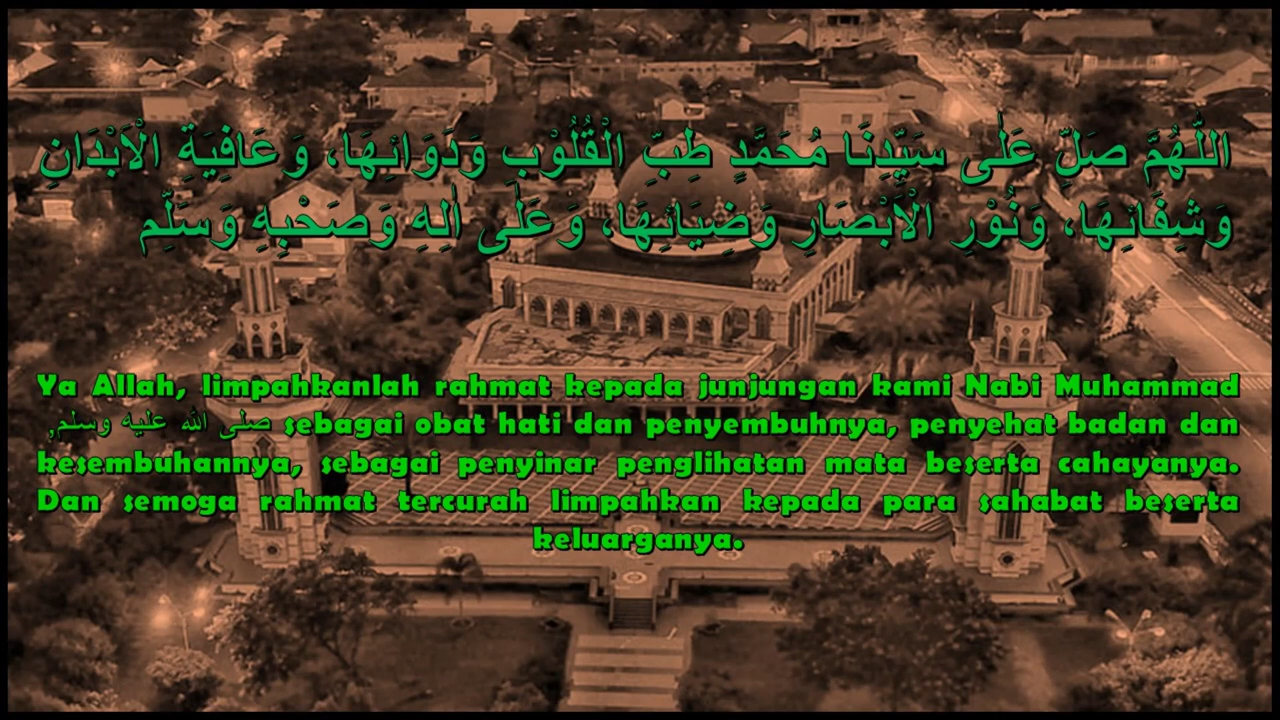 اللّٰهُمَّ صَلِّ عَلٰى سَيِّدِنَا مُحَمَّدٍ طِبِّ الْقُلُوْبِ وَدَوَائِهَا، وَعَافِيَةِ الْاَبْدَانِ
وَشِفَائِهَا، وَنُوْرِ الْاَبْصَارِ وَضِيَائِهَا، وَعَلٰى اٰلِهِ وَصَحْبِهِ وَسَلِّم
Ya Allah, limpahkanlah rahmat kepada junjungan kami Nabi Muhammad
صلى الله عليه وسلم, sebagai obat hati dan penyembuhnya, penyehat badan dan
kesembuhannya, sebagai penyinar penglihatan mata beserta cahayanya.
Dan semoga rahmat tercurah limpahkan kepada para sahabat beserta
keluarganya.